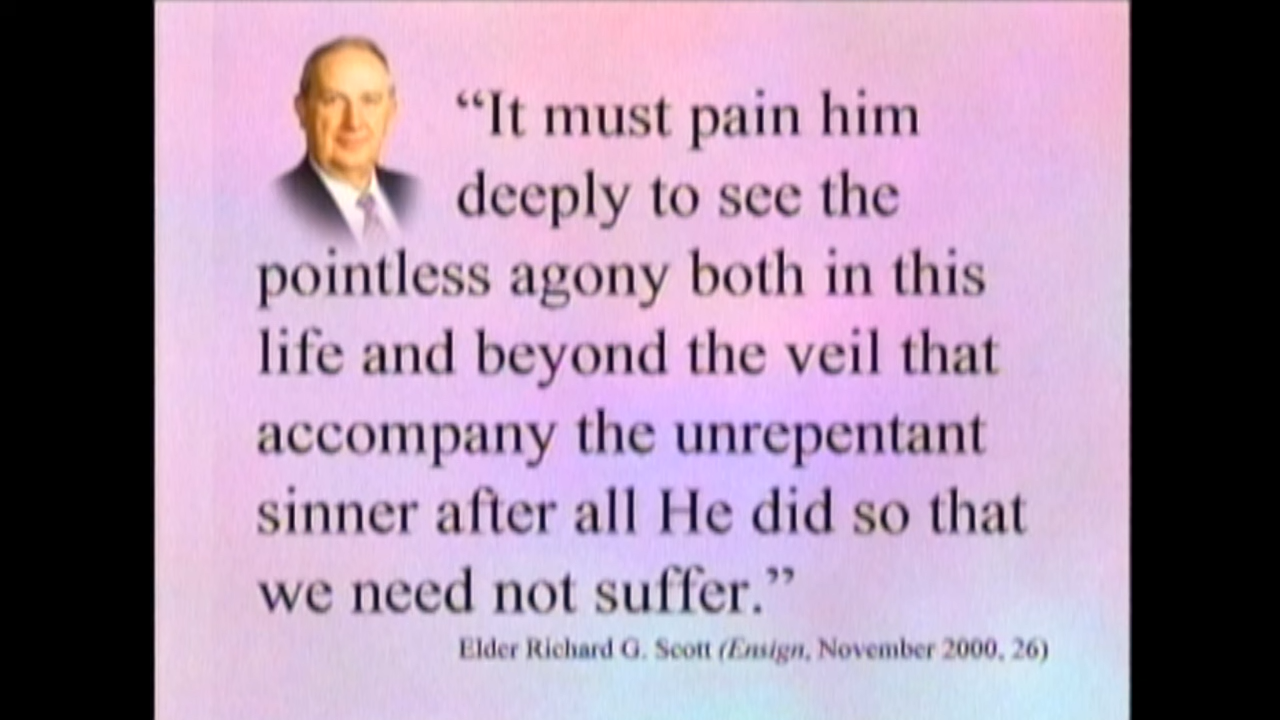 “It must pain him
deeply to see the
pointless agony both in this
life and beyond the veil that
accompany the unrepentant
sinner after all He did so that
we need not suffer.”
Elder Richard G. Scott (Ensign, November 2000, 26)